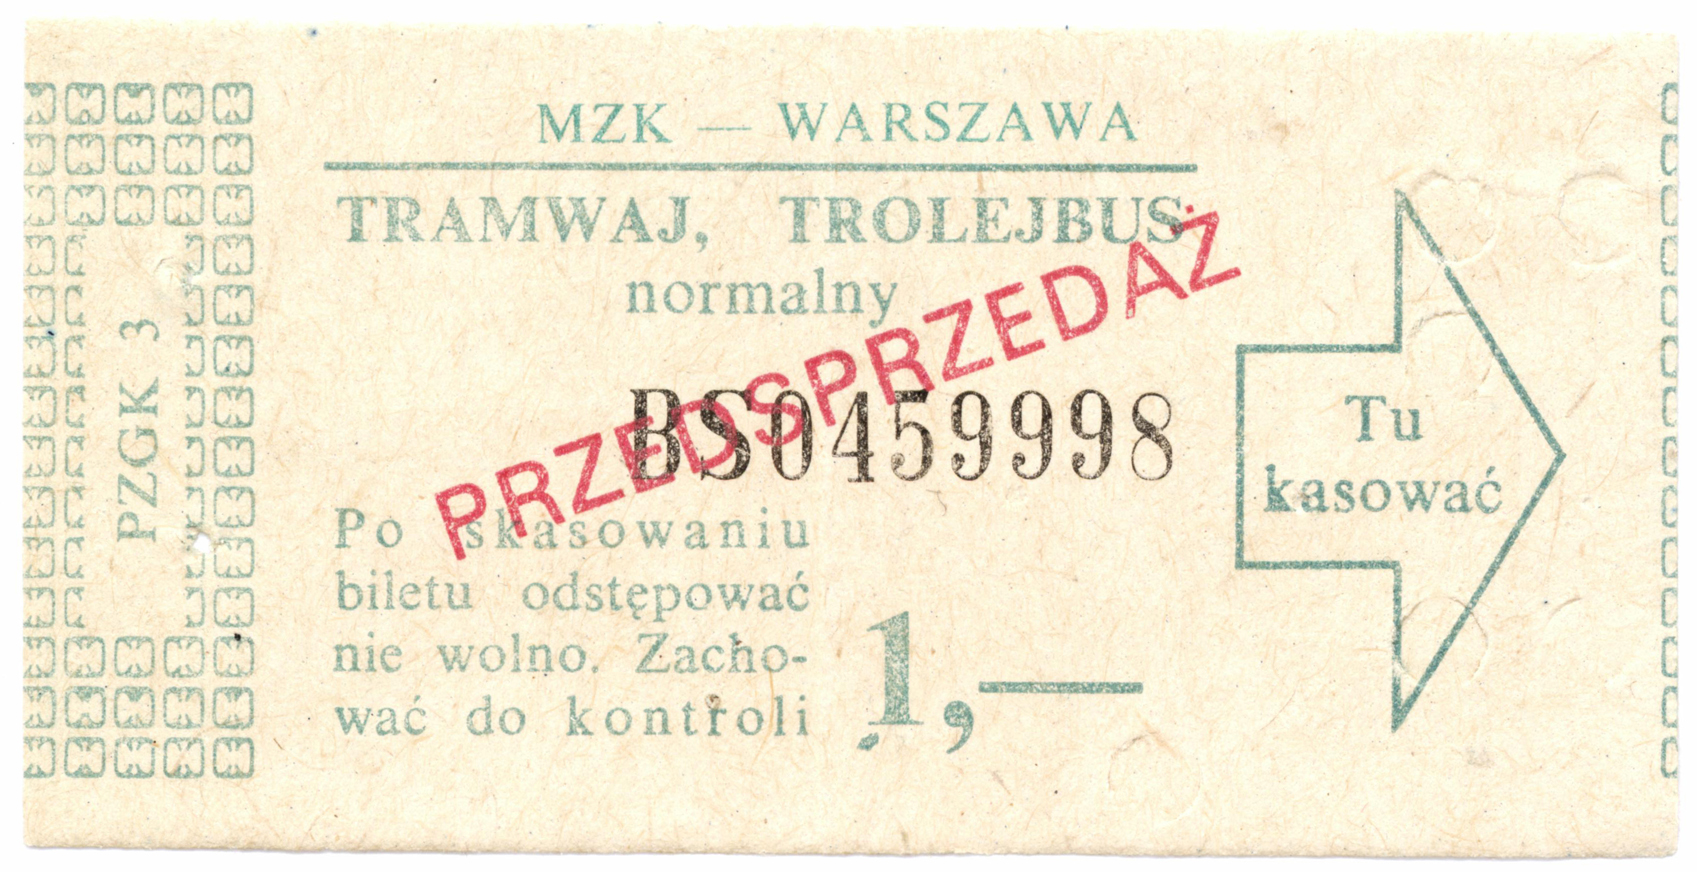 MZK — WARSZAWA
TRAMWAJ, TROLEJBUS
normalny
PRZEDSPRZEDAŻ
BS0459998
Po skasowaniu
biletu odstępować
nie wolno. Zacho-
wać do kontroli
1,—
Tu
kasować
PZGK 3